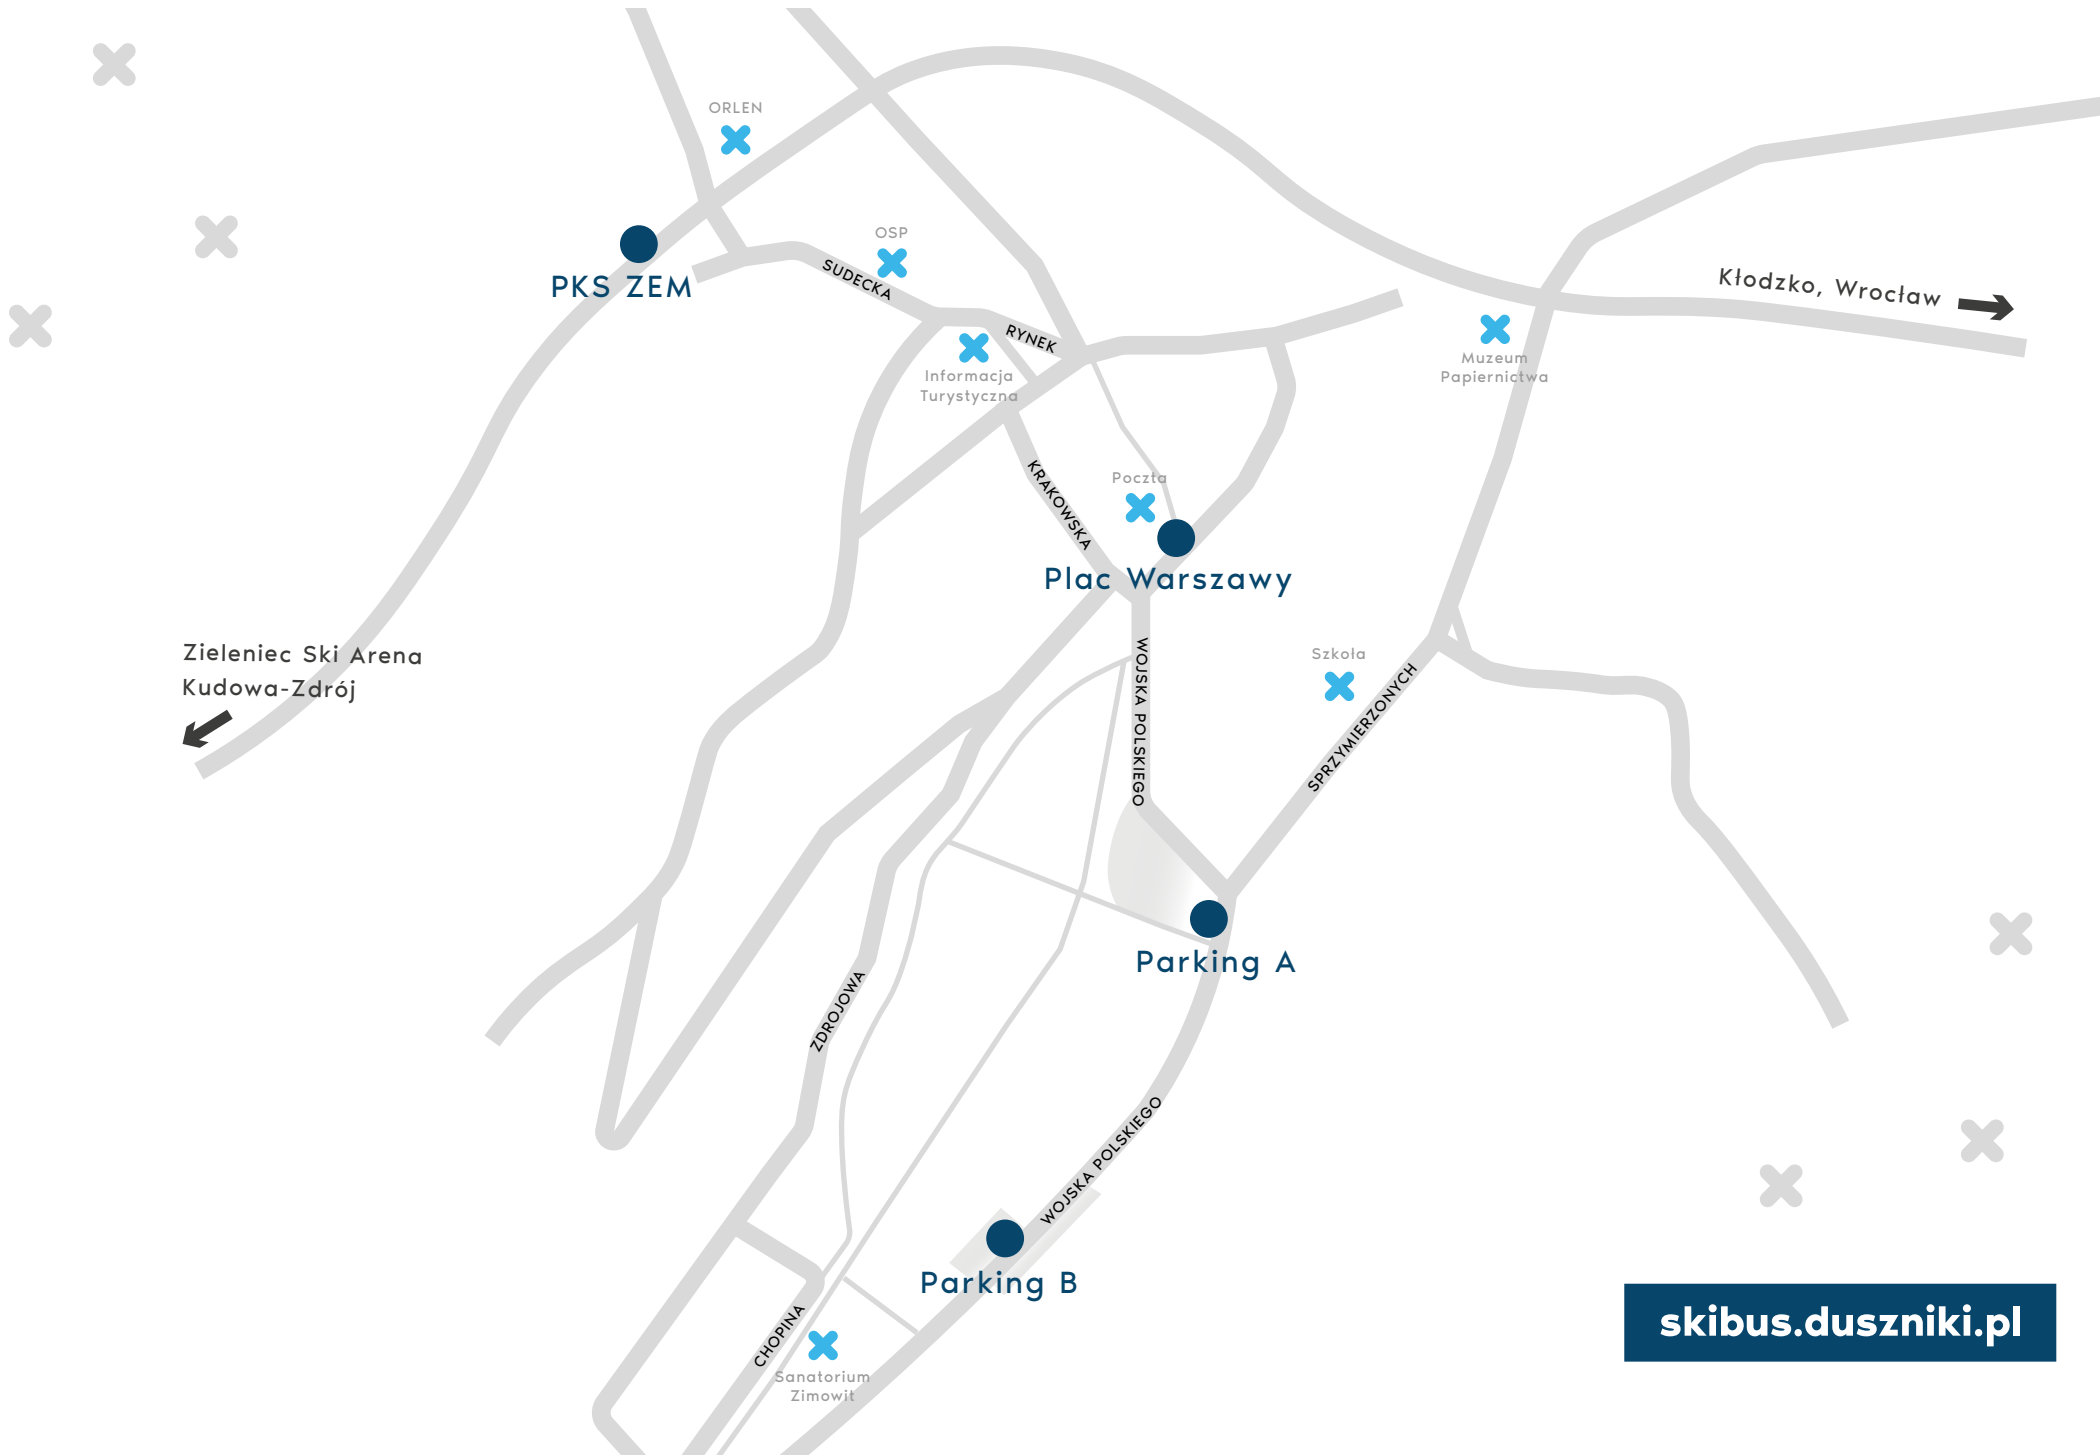 ORLEN
OSP
PKS ZEM
SUDECKA
Kłodzko, Wrocław
RYNEK
Informacja
Turystyczna
Muzeum
Papiernictwa
KRAKOWSKA
Poczta
Plac Warszawy
Zieleniec Ski Arena
Kudowa-Zdrój
WOJSKA POLSKIEGO
Szkoła
SPRZYMIERZONYCH
Parking A
ZDROJOWA
WOJSKA POLSKIEGO
Parking B
CHOPINA
Sanatorium
Zimowit
skibus.duszniki.pl